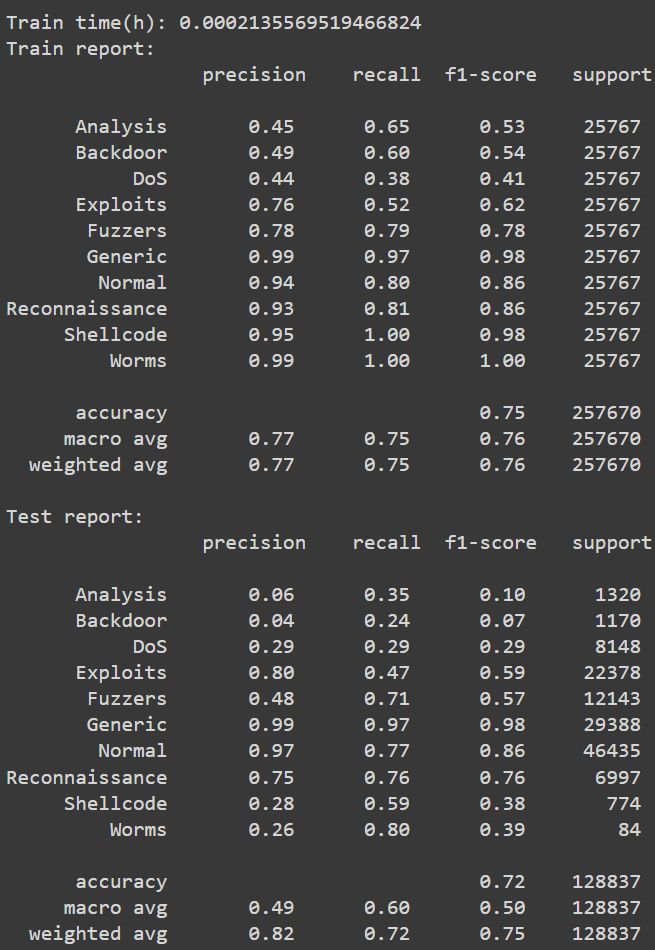 Train time(h): 0.0002135569519466824
Train report:
precision recall f1-score support
Analysis 0.45 0.65 0.53 25767
Backdoor 0.49 0.60 0.54 25767
DoS 0.44 0.38 0.41 25767
Exploits 0.76 0.52 0.62 25767
Fuzzers 0.78 0.79 0.78 25767
Generic 0.99 0.97 0.98 25767
Normal 0.94 0.80 0.86 25767
Reconnaissance 0.93 0.81 0.86 25767
Shellcode 0.95 1.00 0.98 25767
Worms 0.99 1.00 1.00 25767
accuracy 0.75 257670
macro avg 0.77 0.75 0.76 257670
weighted avg 0.77 0.75 0.76 257670
Test report:
precision recall f1-score support
Analysis 0.06 0.35 0.10 1320
Backdoor 0.04 0.24 0.07 1170
DoS 0.29 0.29 0.29 8148
Exploits 0.80 0.47 0.59 22378
Fuzzers 0.48 0.71 0.57 12143
Generic 0.99 0.97 0.98 29388
Normal 0.97 0.77 0.86 46435
Reconnaissance 0.75 0.76 0.76 6997
Shellcode 0.28 0.59 0.38 774
Worms 0.26 0.80 0.39 84
accuracy 0.72 128837
macro avg 0.49 0.60 0.50 128837
weighted avg 0.82 0.72 0.75 128837